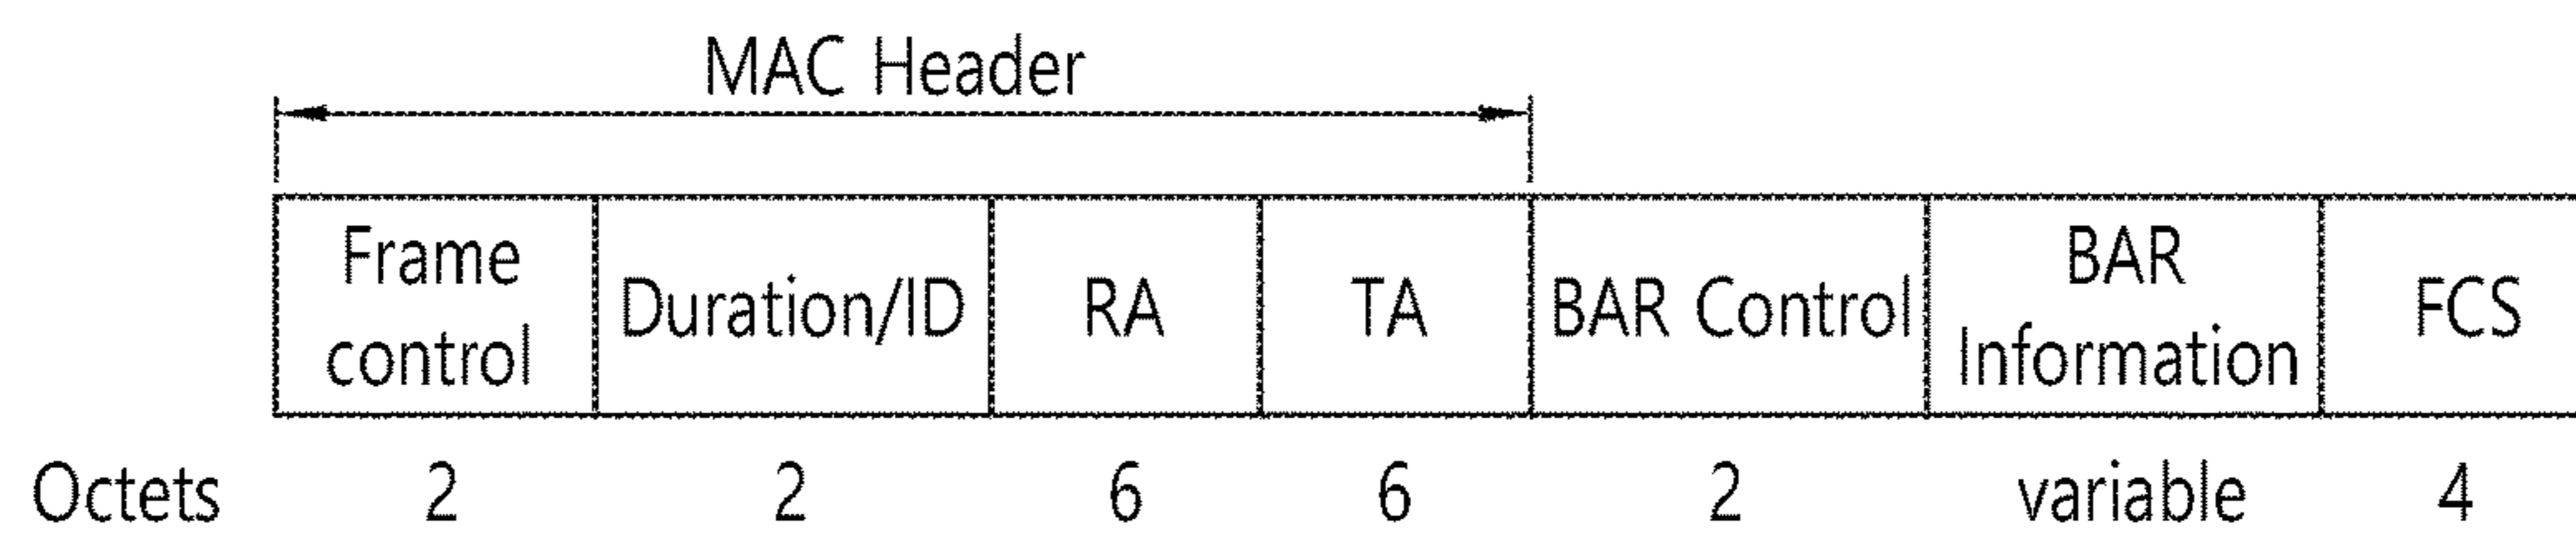 MAC Header
Frame
control
Duration/ID
RA
TA
BAR Control
BAR
Information
FCS
Octets 2 2 6 6 2 variable 4